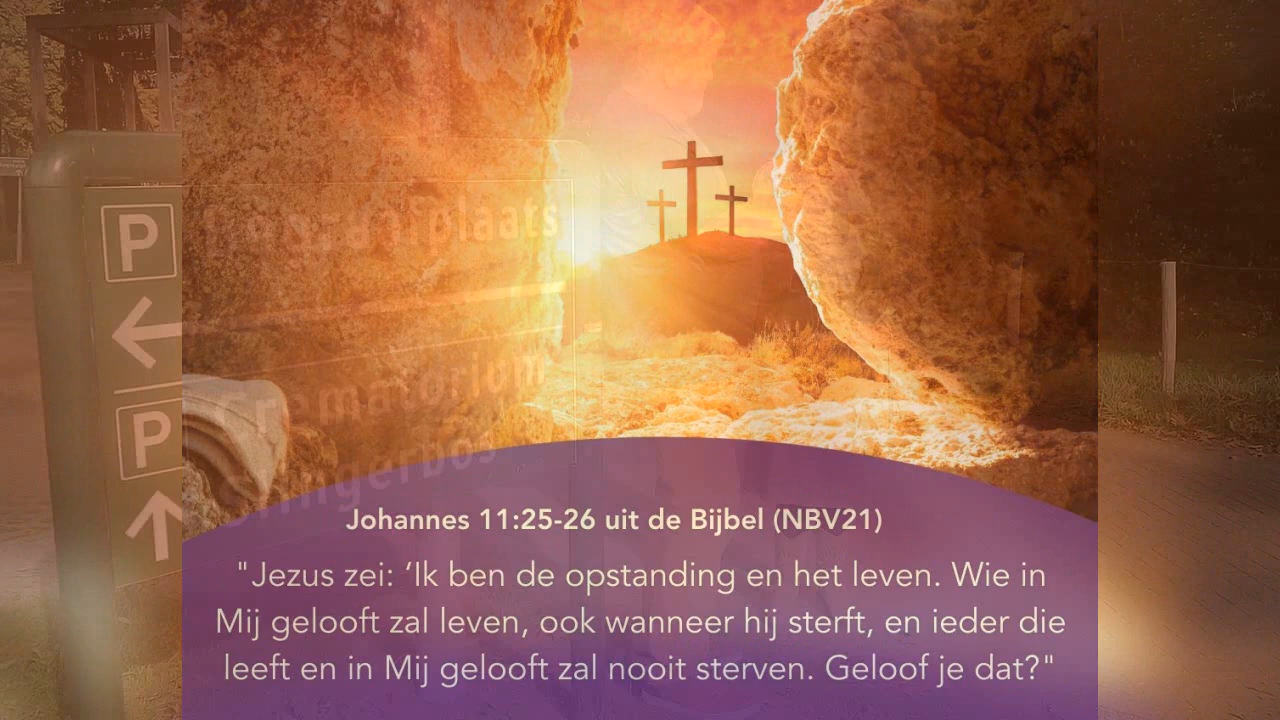 P
P
Crematorium
Slingerbos
Johannes 11:25-26 uit de Bijbel (NBV21)
"Jezus zei: ‘Ik ben de opstanding en het leven. Wie in
Mij gelooft zal leven, ook wanneer hij sterft, en ieder die
leeft en in Mij gelooft zal nooit sterven. Geloof je dat?"